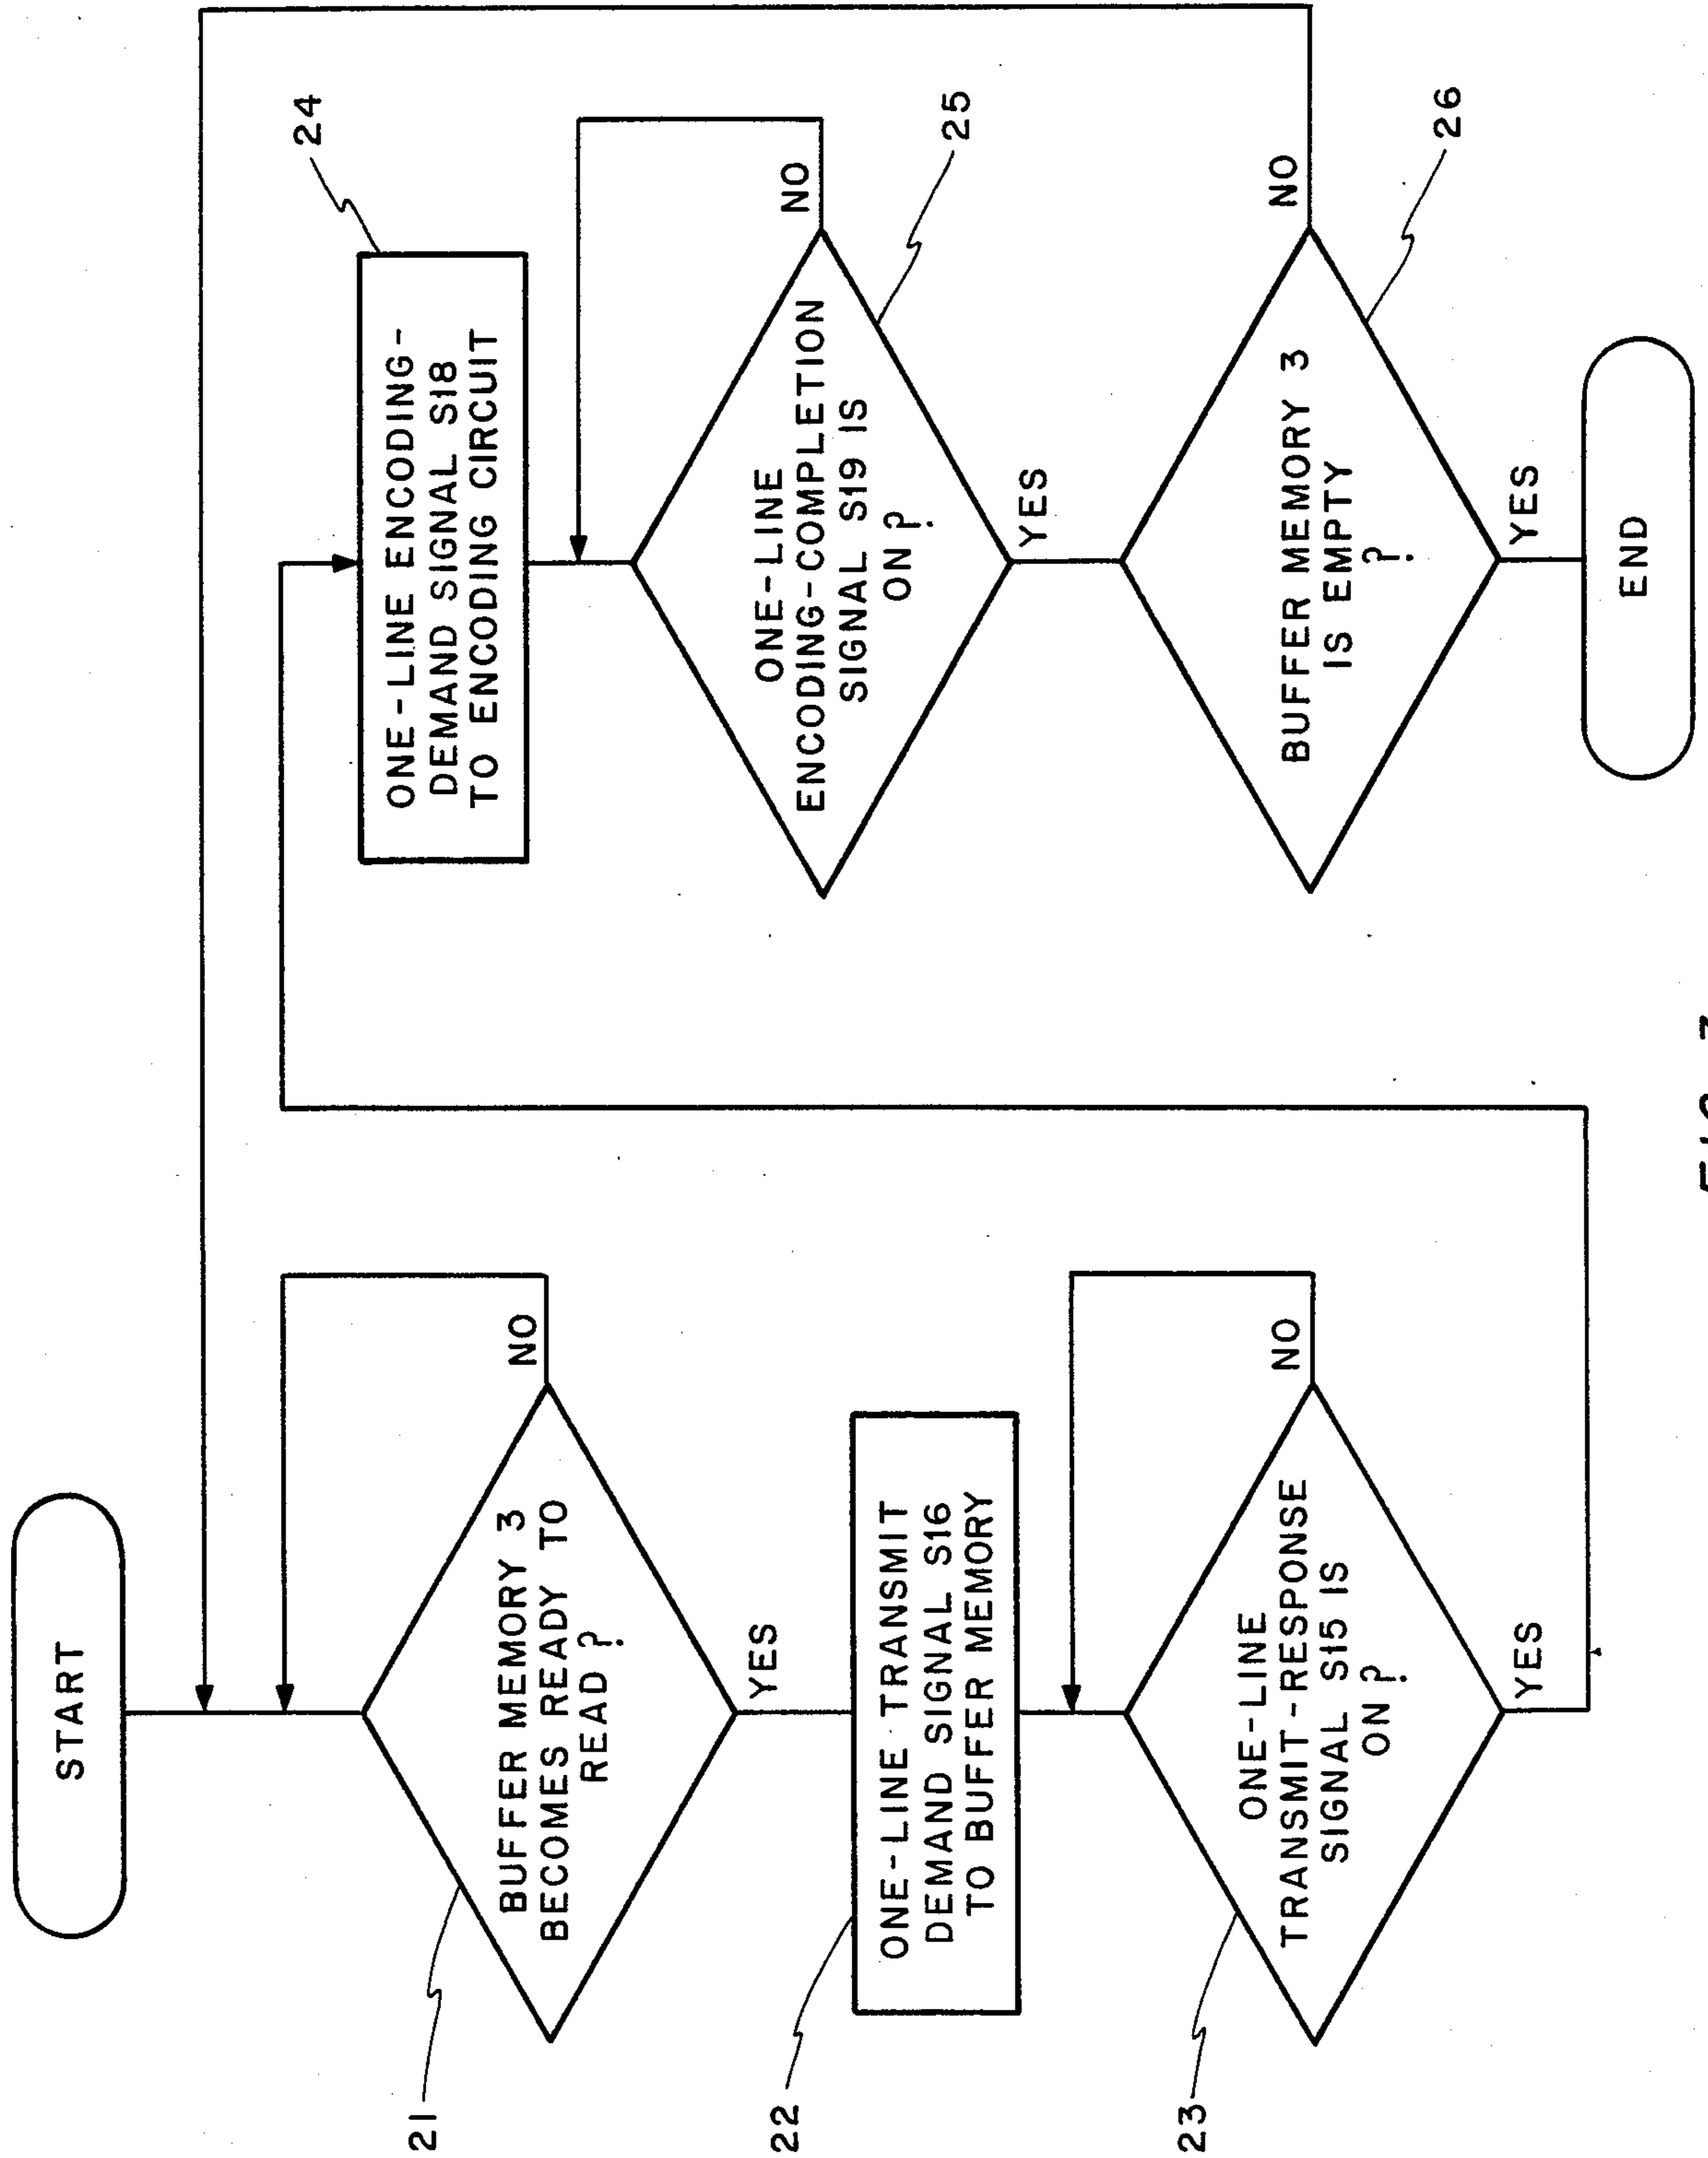 START
21
BUFFER MEMORY 3
BECOMES READY TO
READ ?
NO
YES
22
ONE-LINE TRANSMIT
DEMAND SIGNAL S16
TO BUFFER MEMORY
23
ONE-LINE
TRANSMIT-RESPONSE
SIGNAL S15 IS
ON ?
NO
YES
24
ONE-LINE ENCODING-
DEMAND SIGNAL S18
TO ENCODING CIRCUIT
25
ONE-LINE
ENCODING-COMPLETION
SIGNAL S19 IS
ON ?
NO
YES
26
BUFFER MEMORY 3
IS EMPTY
?
NO
YES
END